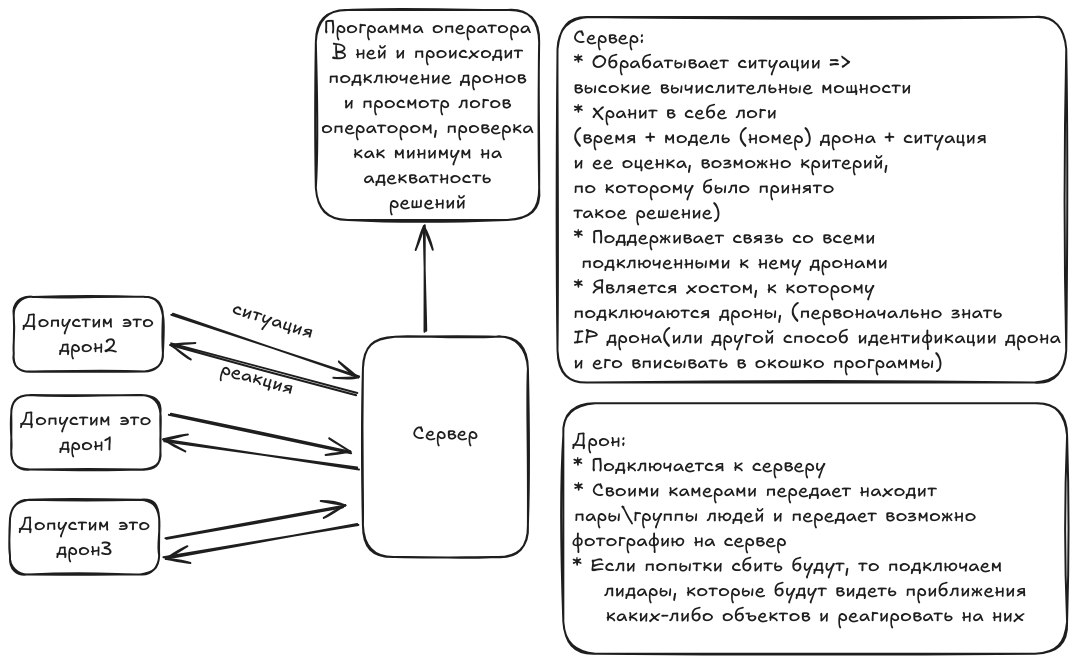 Программа оператора
В ней и происходит
подключение дронов
и просмотр логов
оператором, проверка
как минимум на
адекватность
решений
Сервер:
* Обрабатывает ситуации =>
высокие вычислительные мощности
* Хранит в себе логи
(время + модель (номер) дрона + ситуация
и ее оценка, возможно критерий,
по которому было принято
такое решение)
* Поддерживает связь со всеми
подключенными к нему дронами
* Является хостом, к которому
подключаются дроны, (первоначально знать
IP дрона(или другой способ идентификации дрона
и его вписывать в окошко программы)
Допустим это
дрон2
ситуация
реакция
Допустим это
дрон1
Допустим это
дрон3
Сервер
Дрон:
* Подключается к серверу
* Своими камерами передает находит
пары\группы людей и передает возможно
фотографию на сервер
* Если попытки сбить будут, то подключаем
лидары, которые будут видеть приближения
каких-либо объектов и реагировать на них